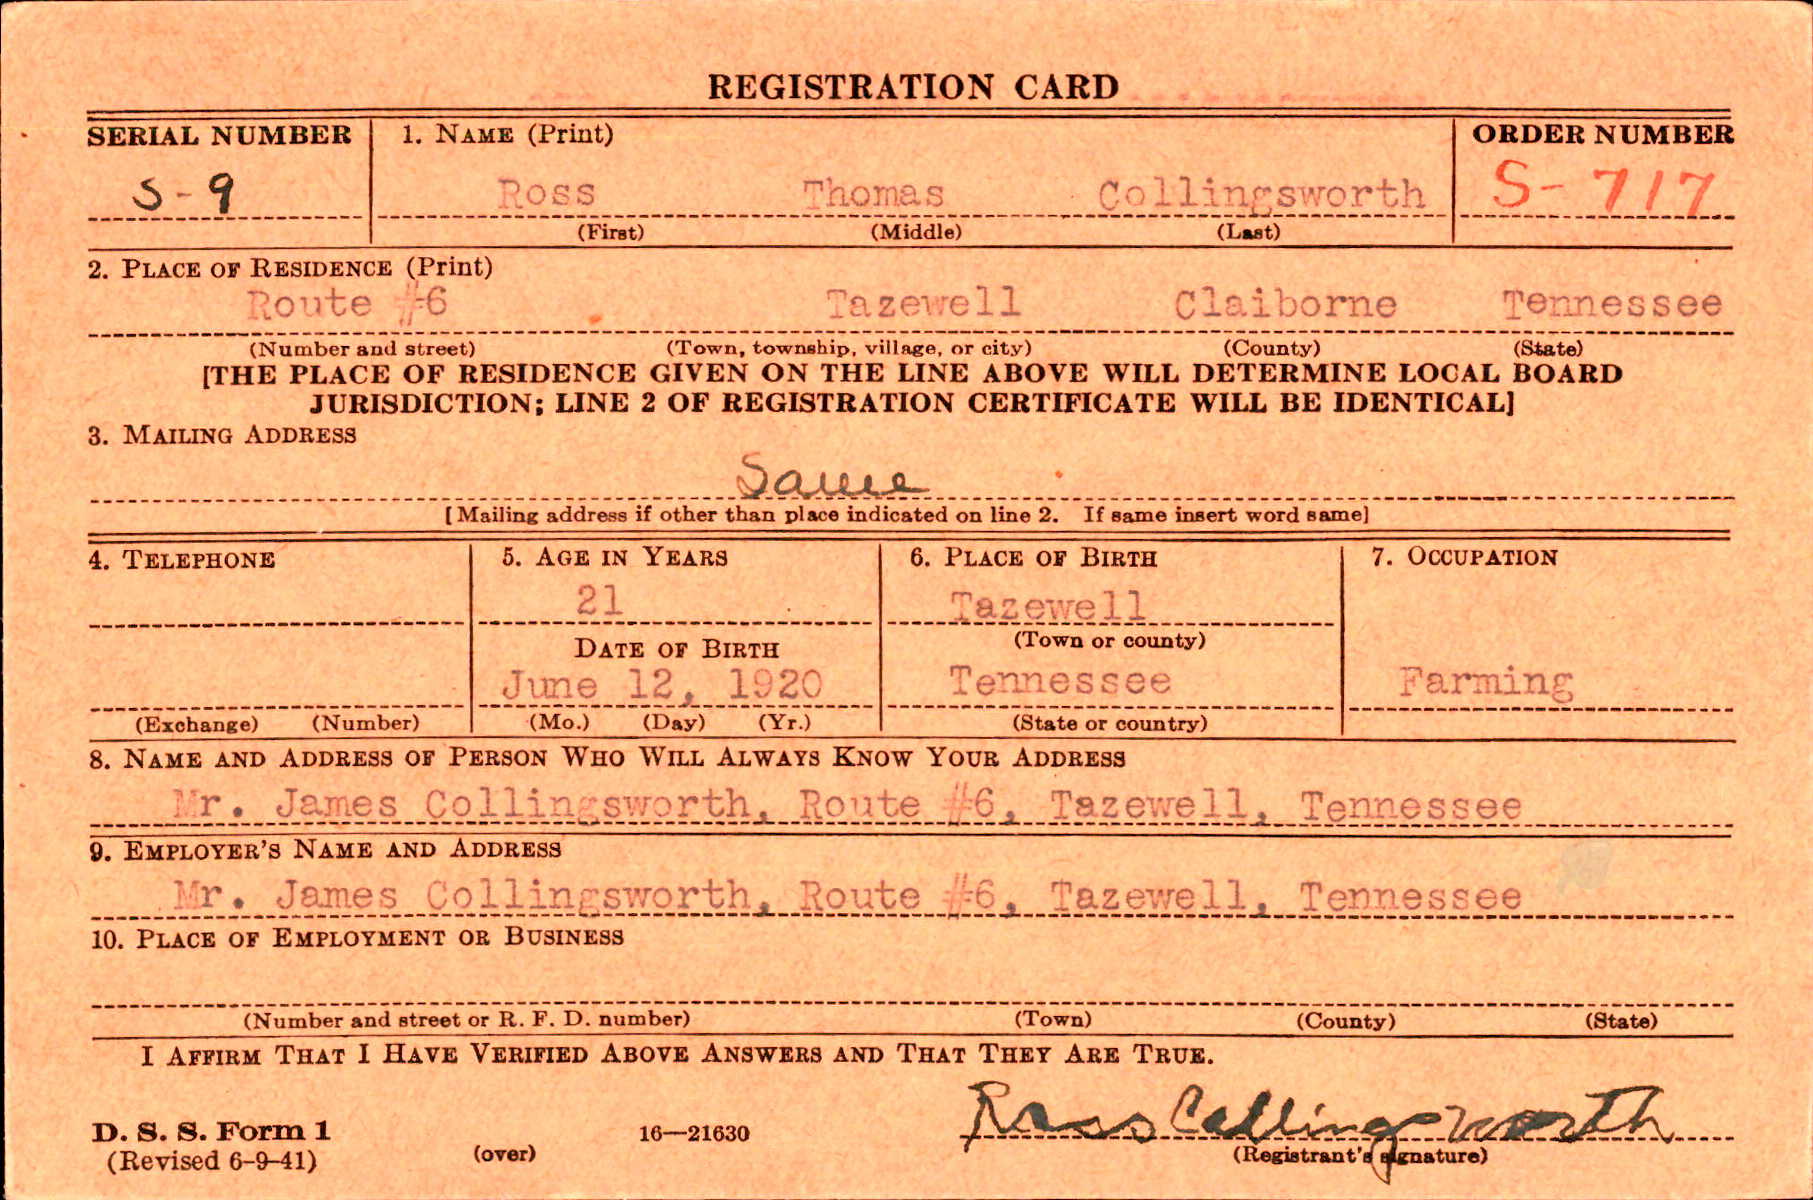 REGISTRATION CARD
SERIAL NUMBER 1. NAME (Print) ORDER NUMBER
S-9 Ross Thomas Collingsworth S-717
(First) (Middle) (Last)
2. PLACE OF RESIDENCE (Print)
Route #6 Tazewell Claiborne Tennessee
(Number and street) (Town, township, village, or city) (County) (State)
[THE PLACE OF RESIDENCE GIVEN ON THE LINE ABOVE WILL DETERMINE LOCAL BOARD
JURISDICTION; LINE 2 OF REGISTRATION CERTIFICATE WILL BE IDENTICAL]
3. MAILING ADDRESS
Same
[Mailing address if other than place indicated on line 2. If same insert word same]
4. TELEPHONE 5. AGE IN YEARS 6. PLACE OF BIRTH 7. OCCUPATION
21 Tazewell
DATE OF BIRTH (Town or county)
June 12, 1920 Tennessee Farming
(Exchange) (Number) (Mo.) (Day) (Yr.) (State or country)
8. NAME AND ADDRESS OF PERSON WHO WILL ALWAYS KNOW YOUR ADDRESS
Mr. James Collingsworth, Route #6, Tazewell, Tennessee
9. EMPLOYER'S NAME AND ADDRESS
Mr. James Collingsworth, Route #6, Tazewell, Tennessee
10. PLACE OF EMPLOYMENT OR BUSINESS
(Number and street or R. F. D. number) (Town) (County) (State)
I AFFIRM THAT I HAVE VERIFIED ABOVE ANSWERS AND THAT THEY ARE TRUE.
Ross Collingsworth
D. S. S. Form 1 16—21630
(Revised 6-9-41) (over) (Registrant's signature)